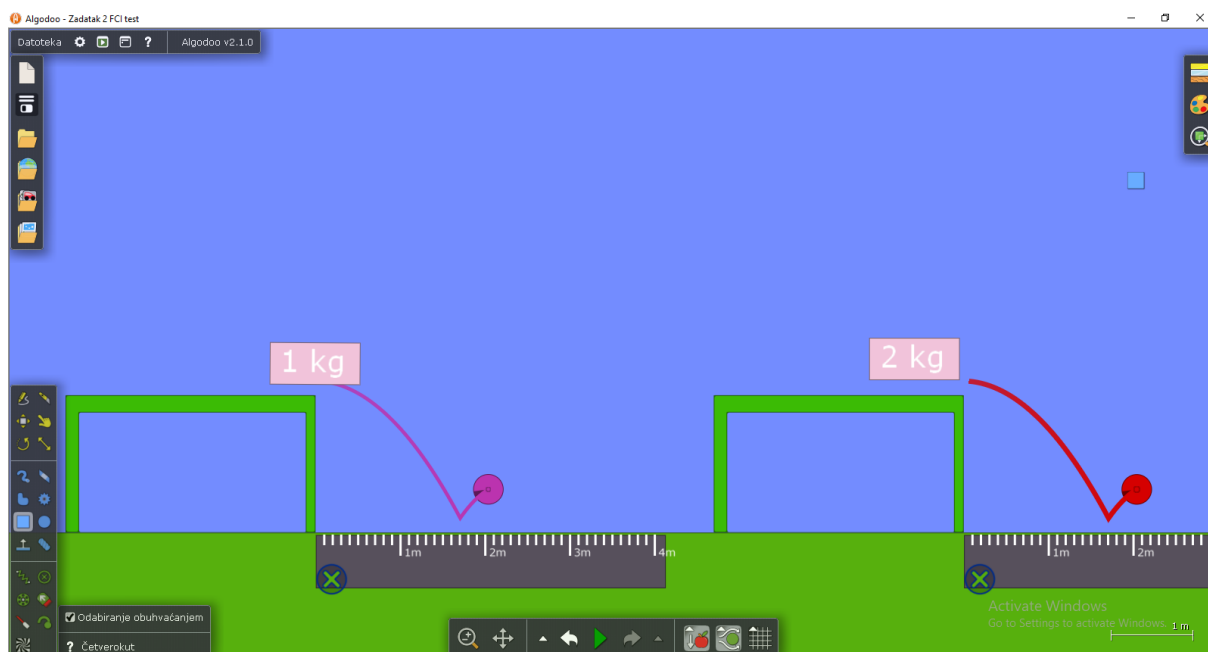 Algodoo - Zadatak 2 FCI test
Datoteka ? Algodoo v2.1.0
1 kg
2 kg
1m 2m 3m 4m
1m 2m
Activate Windows
Go to Settings to activate Windows.
1 m
Odabiranje obuhvaćanjem
? Četverokut